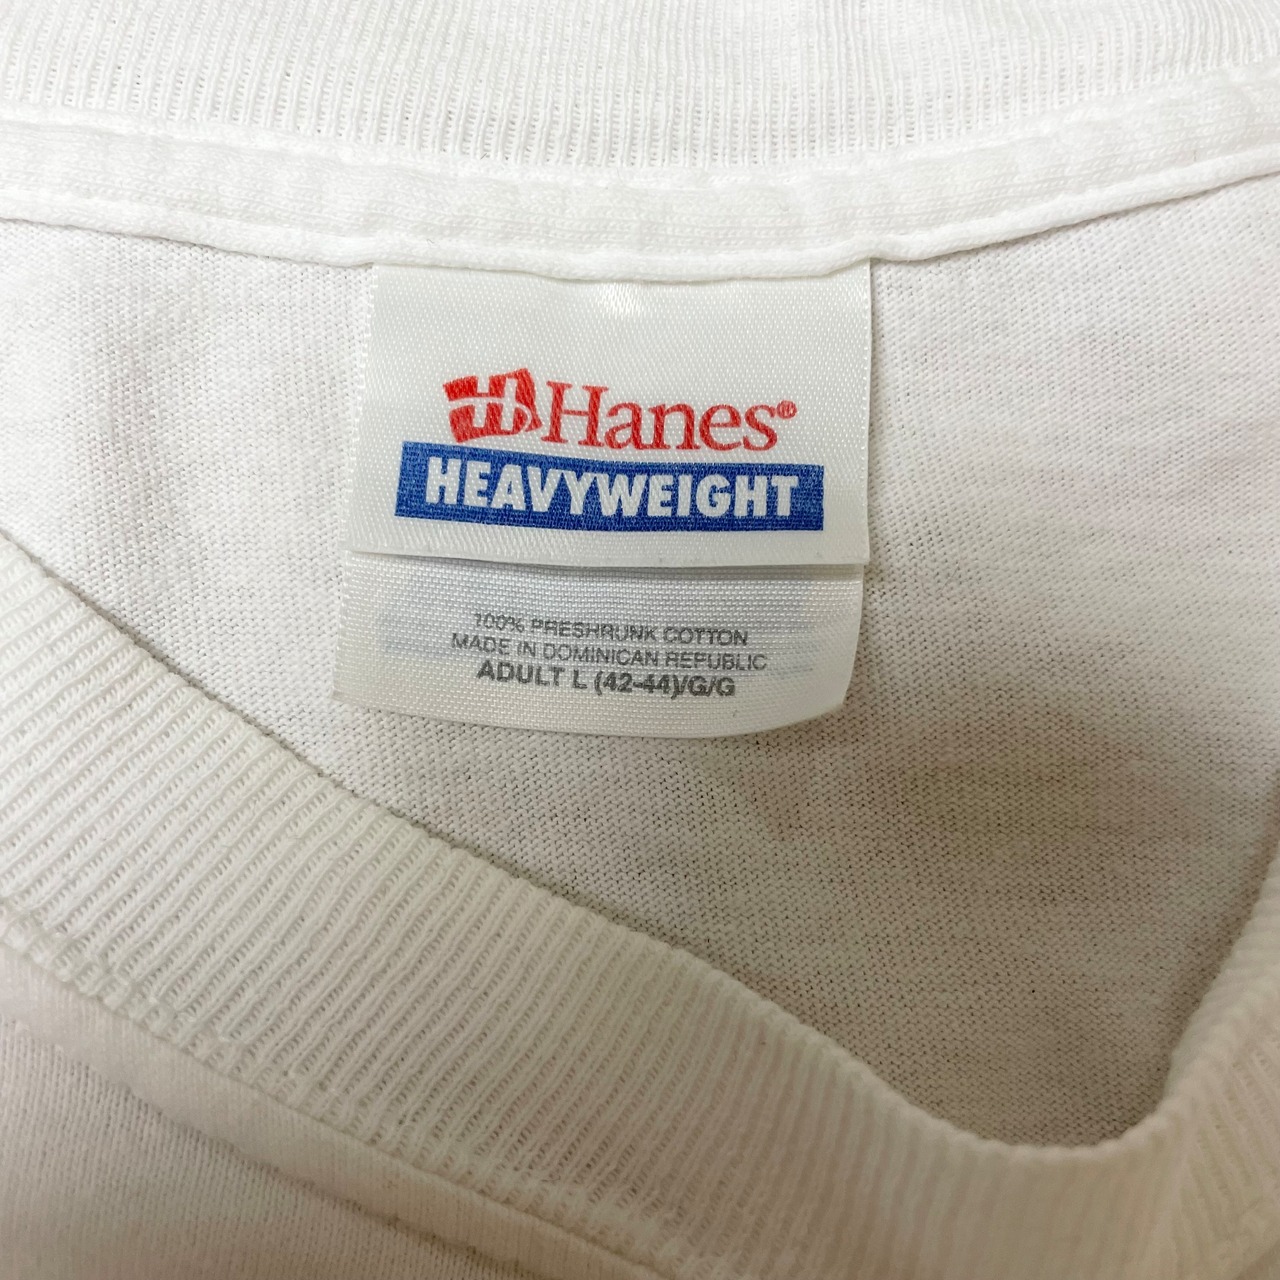 Hanes®
HEAVYWEIGHT
100% PRESHRUNK COTTON
MADE IN DOMINICAN REPUBLIC
ADULT L (42-44)/G/G